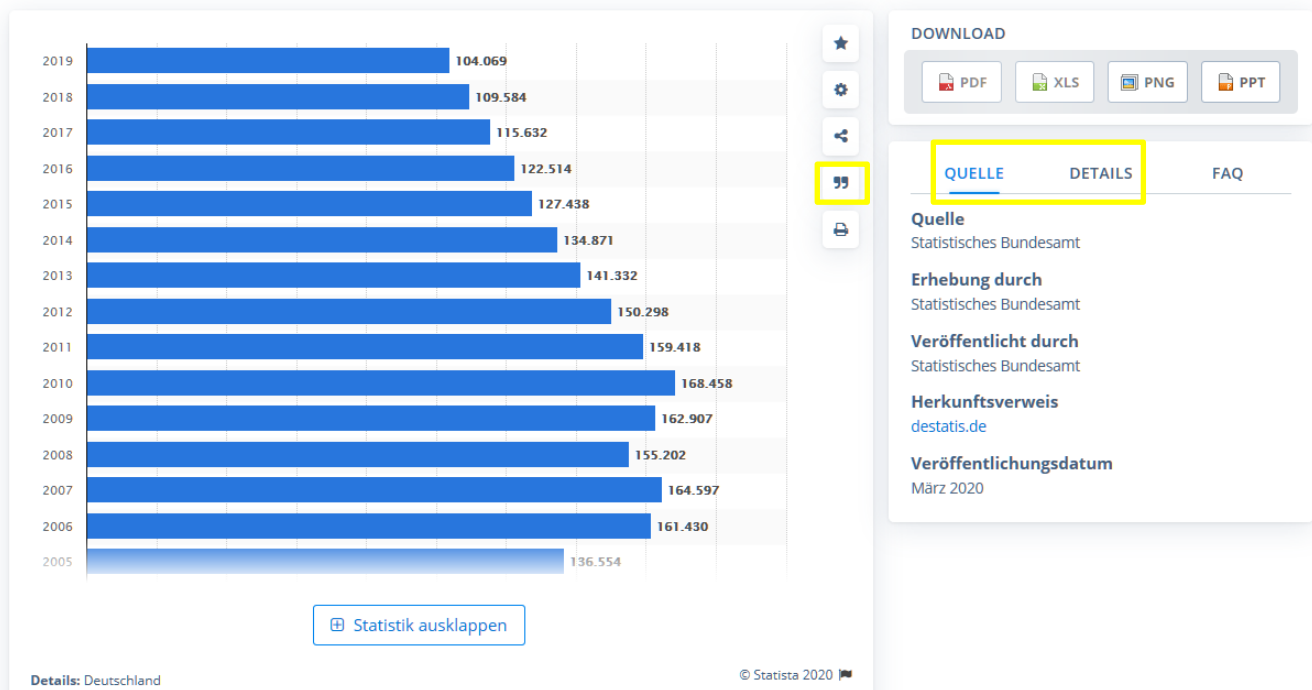 2019 104.069
2018 109.584
2017 115.632
2016 122.514
2015 127.438
2014 134.871
2013 141.332
2012 150.298
2011 159.418
2010 168.458
2009 162.907
2008 155.202
2007 164.597
2006 161.430
2005 136.554
Statistik ausklappen
Details: Deutschland
© Statista 2020
DOWNLOAD
PDF XLS PNG PPT
QUELLE DETAILS FAQ
Quelle
Statistisches Bundesamt
Erhebung durch
Statistisches Bundesamt
Veröffentlicht durch
Statistisches Bundesamt
Herkunftsverweis
destatis.de
Veröffentlichungsdatum
März 2020